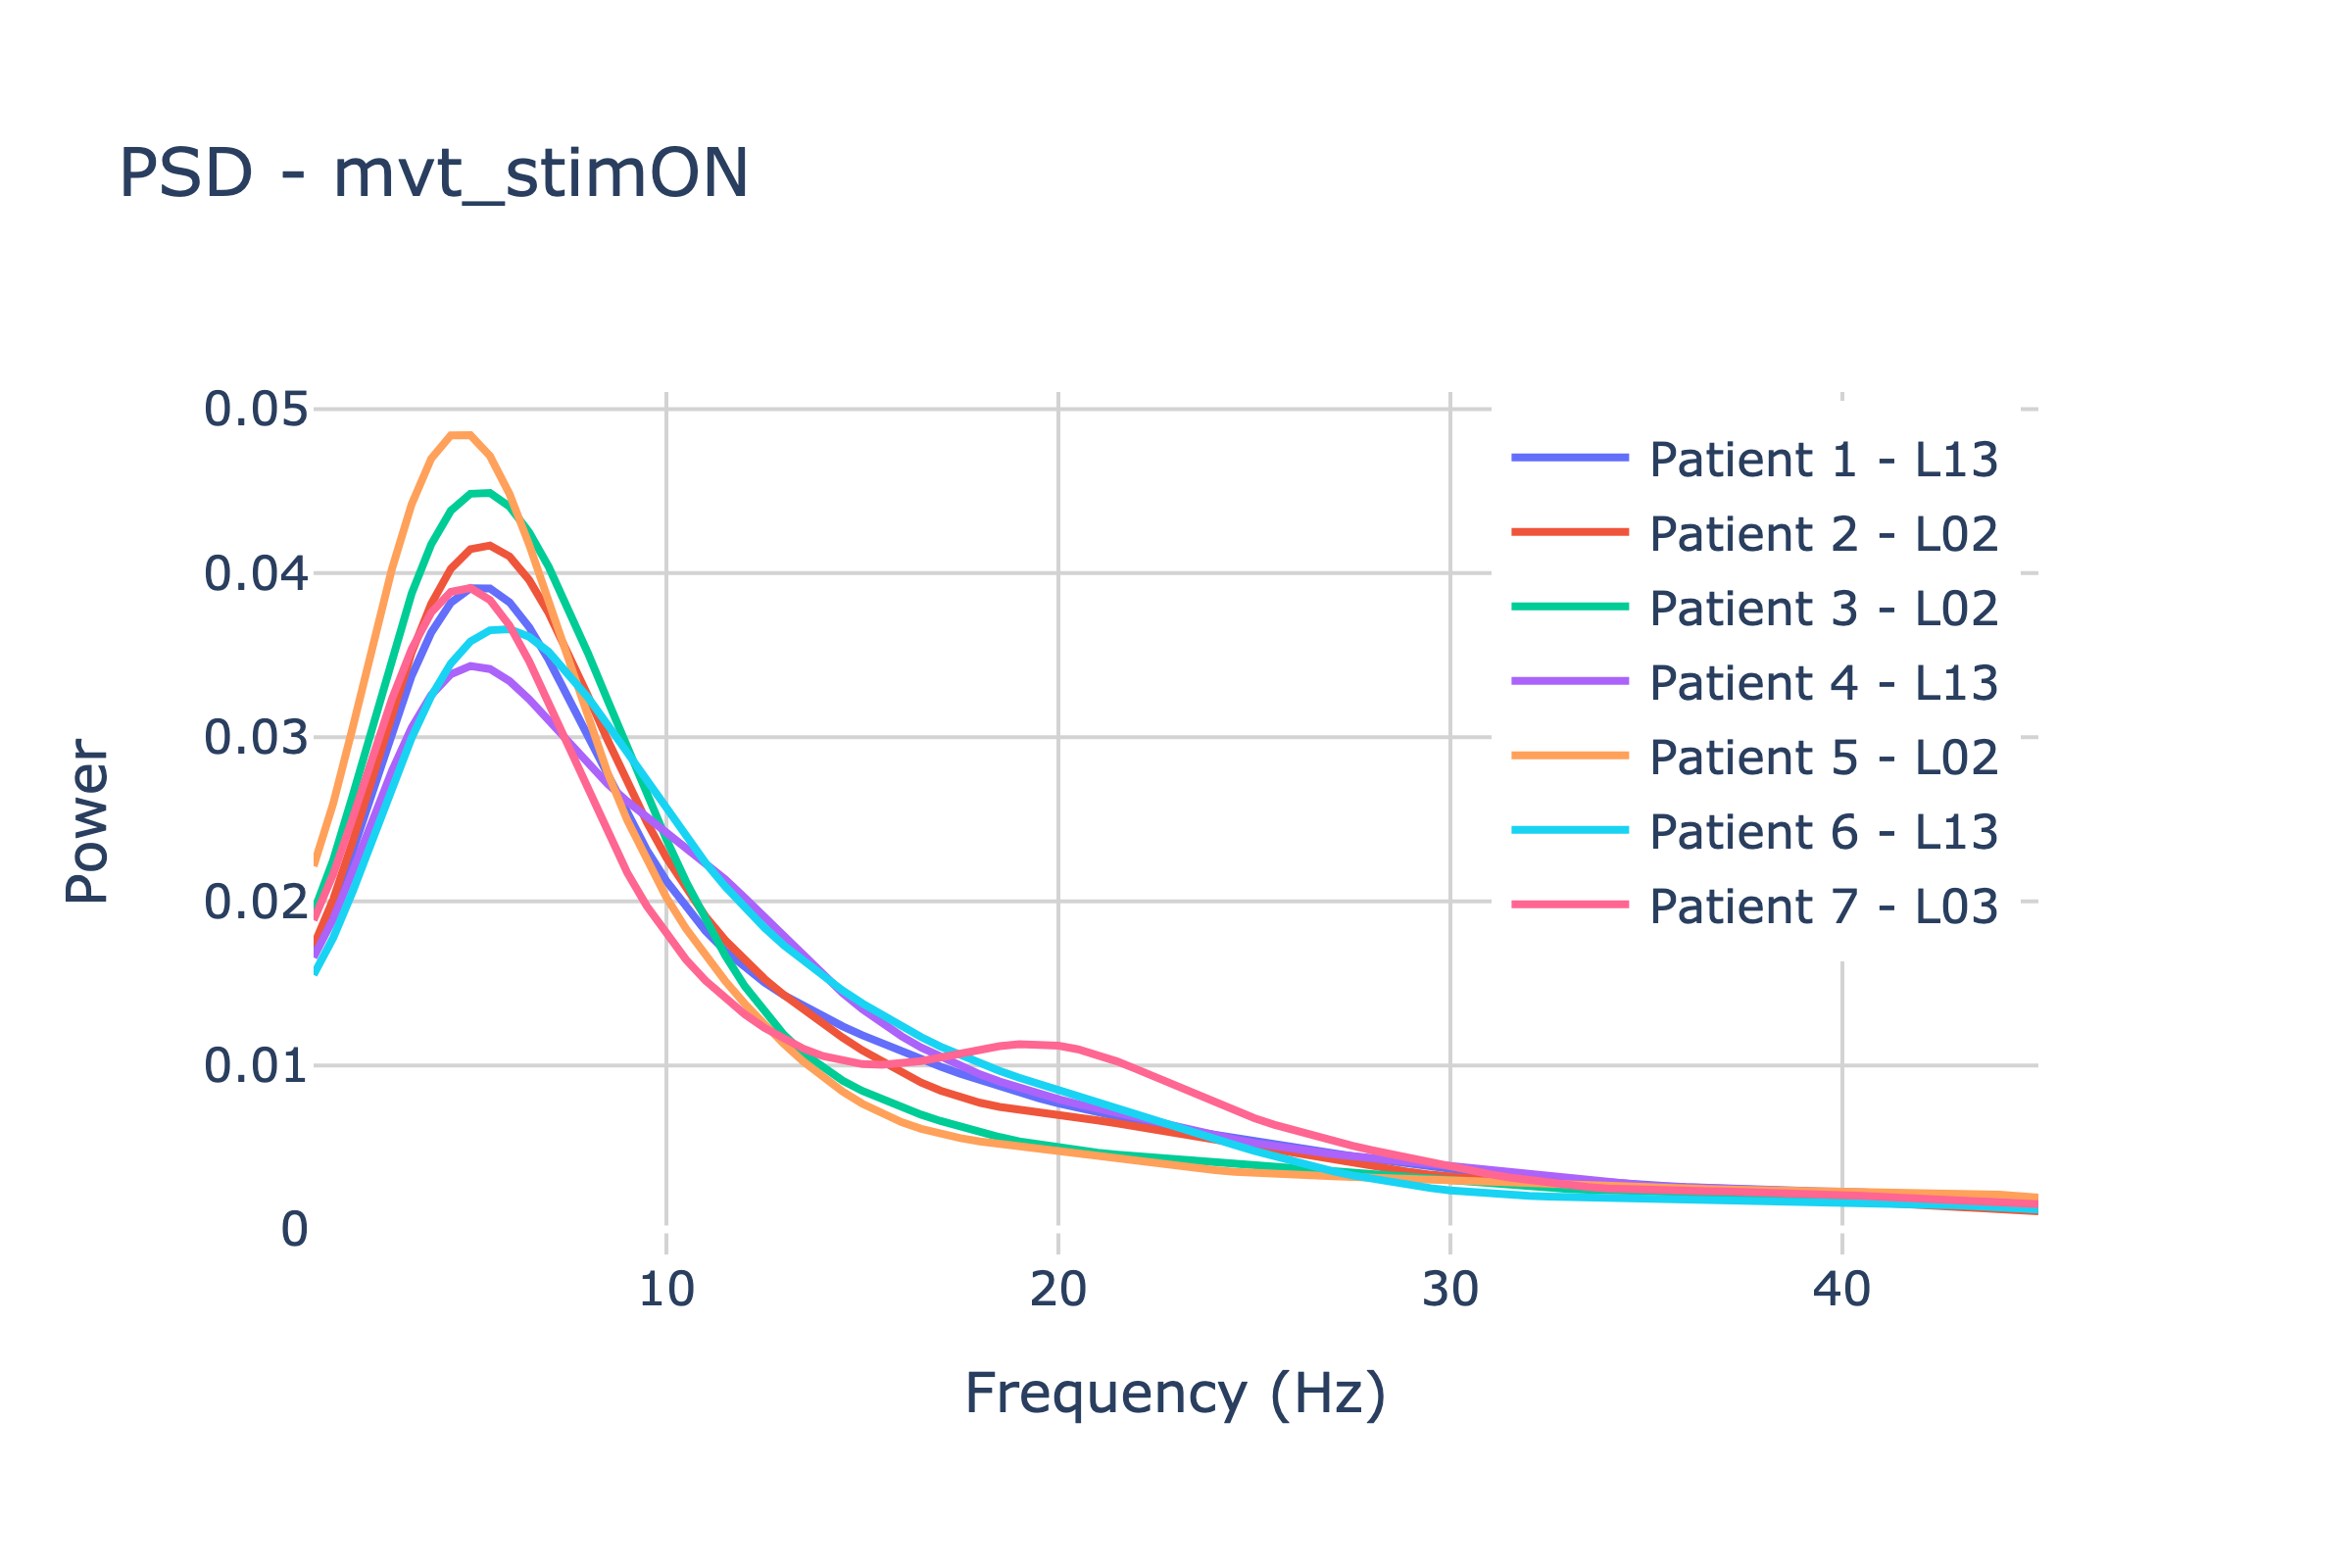 PSD - mvt_stimON
0.05
0.04
0.03
0.02
0.01
0
Power
10
20
30
40
Frequency (Hz)
Patient 1 - L13
Patient 2 - L02
Patient 3 - L02
Patient 4 - L13
Patient 5 - L02
Patient 6 - L13
Patient 7 - L03